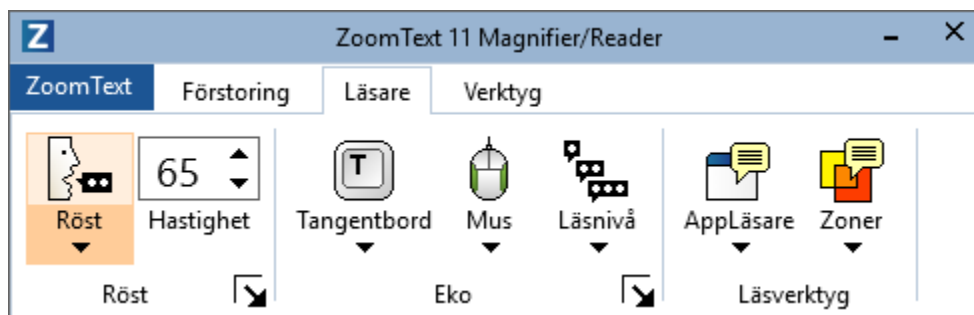 Z ZoomText 11 Magnifier/Reader
ZoomText Förstoring Läsare Verktyg
65
T
Röst Hastighet Tangentbord Mus Läsnivå AppLäsare Zoner
Röst Eko Läsverktyg